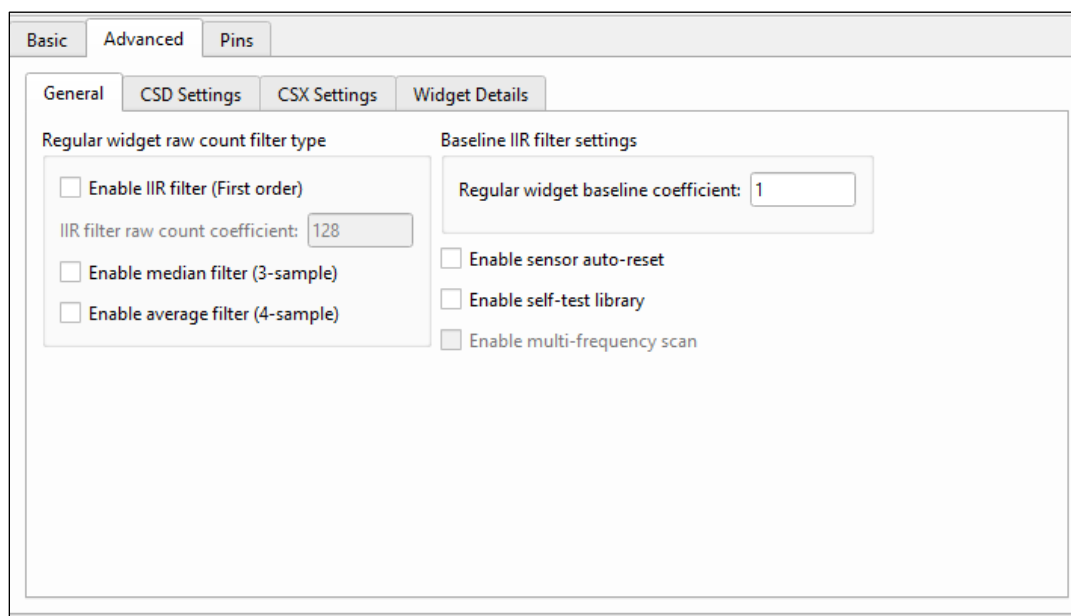 Basic Advanced Pins
General CSD Settings CSX Settings Widget Details
Regular widget raw count filter type
Enable IIR filter (First order)
IIR filter raw count coefficient: 128
Enable median filter (3-sample)
Enable average filter (4-sample)
Baseline IIR filter settings
Regular widget baseline coefficient: 1
Enable sensor auto-reset
Enable self-test library
Enable multi-frequency scan